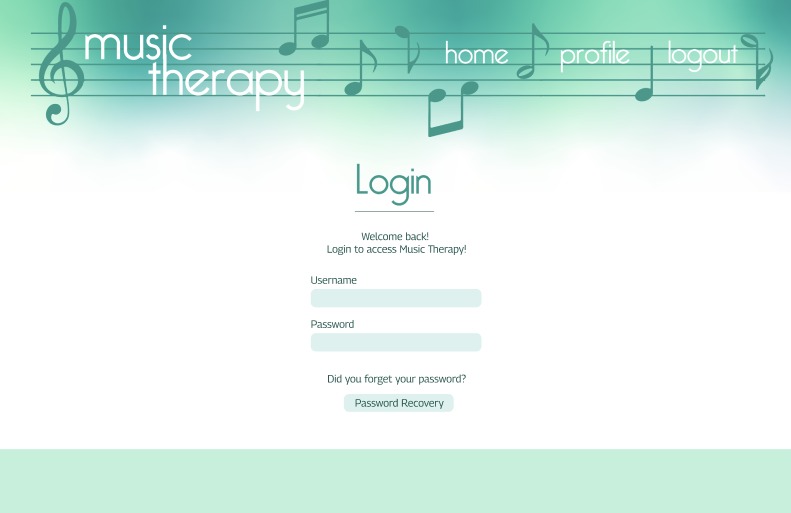 music
therapy
home profile logout
Login
Welcome back!
Login to access Music Therapy!
Username
Password
Did you forget your password?
Password Recovery